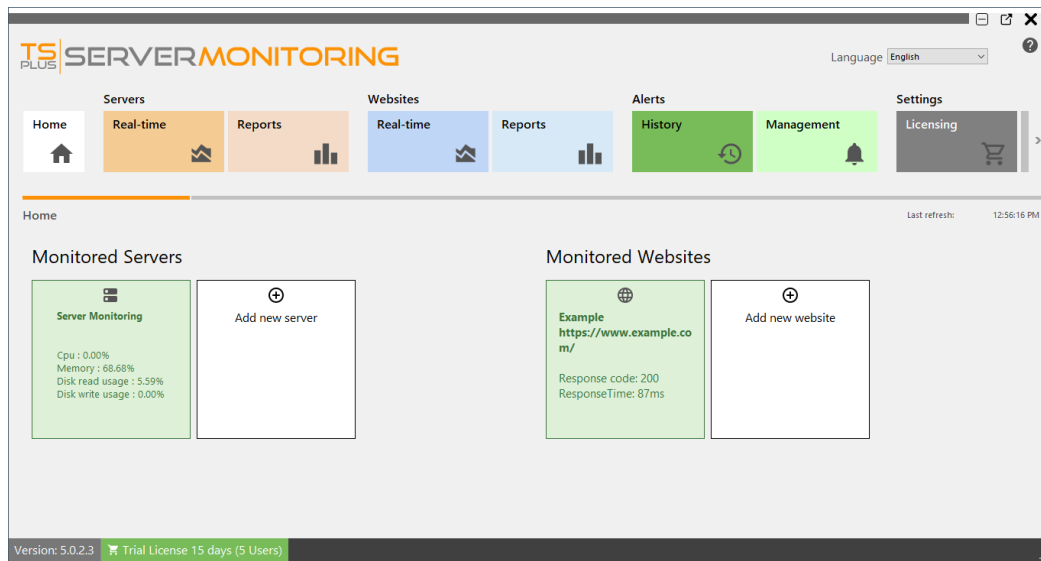 TS PLUS SERVERMONITORING
Language English
Servers Websites Alerts Settings
Home Real-time Reports Real-time Reports History Management Licensing
Home Last refresh: 12:56:16 PM
Monitored Servers
Server Monitoring
Cpu : 0.00%
Memory : 68.68%
Disk read usage : 5.59%
Disk write usage : 0.00%
Add new server
Monitored Websites
Example
https://www.example.co
m/
Response code: 200
ResponseTime: 87ms
Add new website
Version: 5.0.2.3 Trial License 15 days (5 Users)